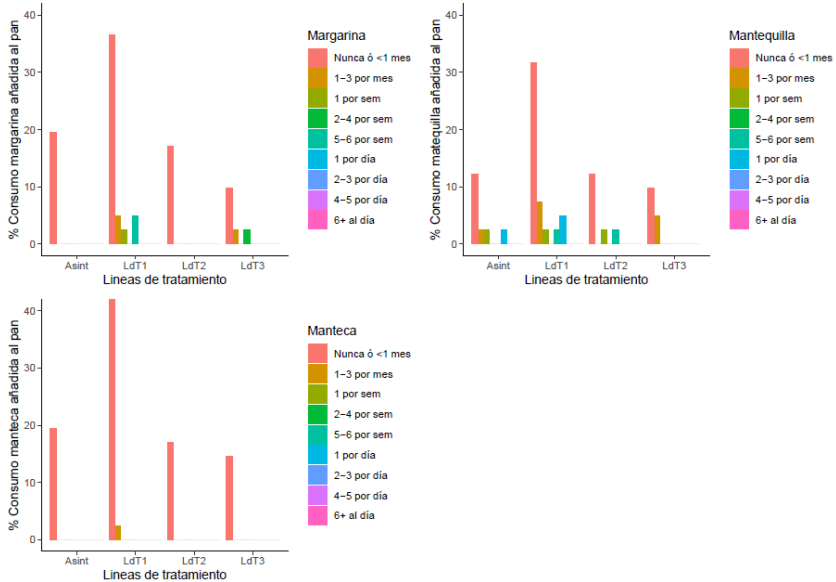 % Consumo margarina añadida al pan
40
30
20
10
0
Asint LdT1 LdT2 LdT3
Lineas de tratamiento
Margarina
Nunca ó <1 mes
1−3 por mes
1 por sem
2−4 por sem
5−6 por sem
1 por día
2−3 por día
4−5 por día
6+ al día
% Consumo matequilla añadida al pan
40
30
20
10
0
Asint LdT1 LdT2 LdT3
Lineas de tratamiento
Mantequilla
Nunca ó <1 mes
1−3 por mes
1 por sem
2−4 por sem
5−6 por sem
1 por día
2−3 por día
4−5 por día
6+ al día
% Consumo manteca añadida al pan
40
30
20
10
0
Asint LdT1 LdT2 LdT3
Lineas de tratamiento
Manteca
Nunca ó <1 mes
1−3 por mes
1 por sem
2−4 por sem
5−6 por sem
1 por día
2−3 por día
4−5 por día
6+ al día